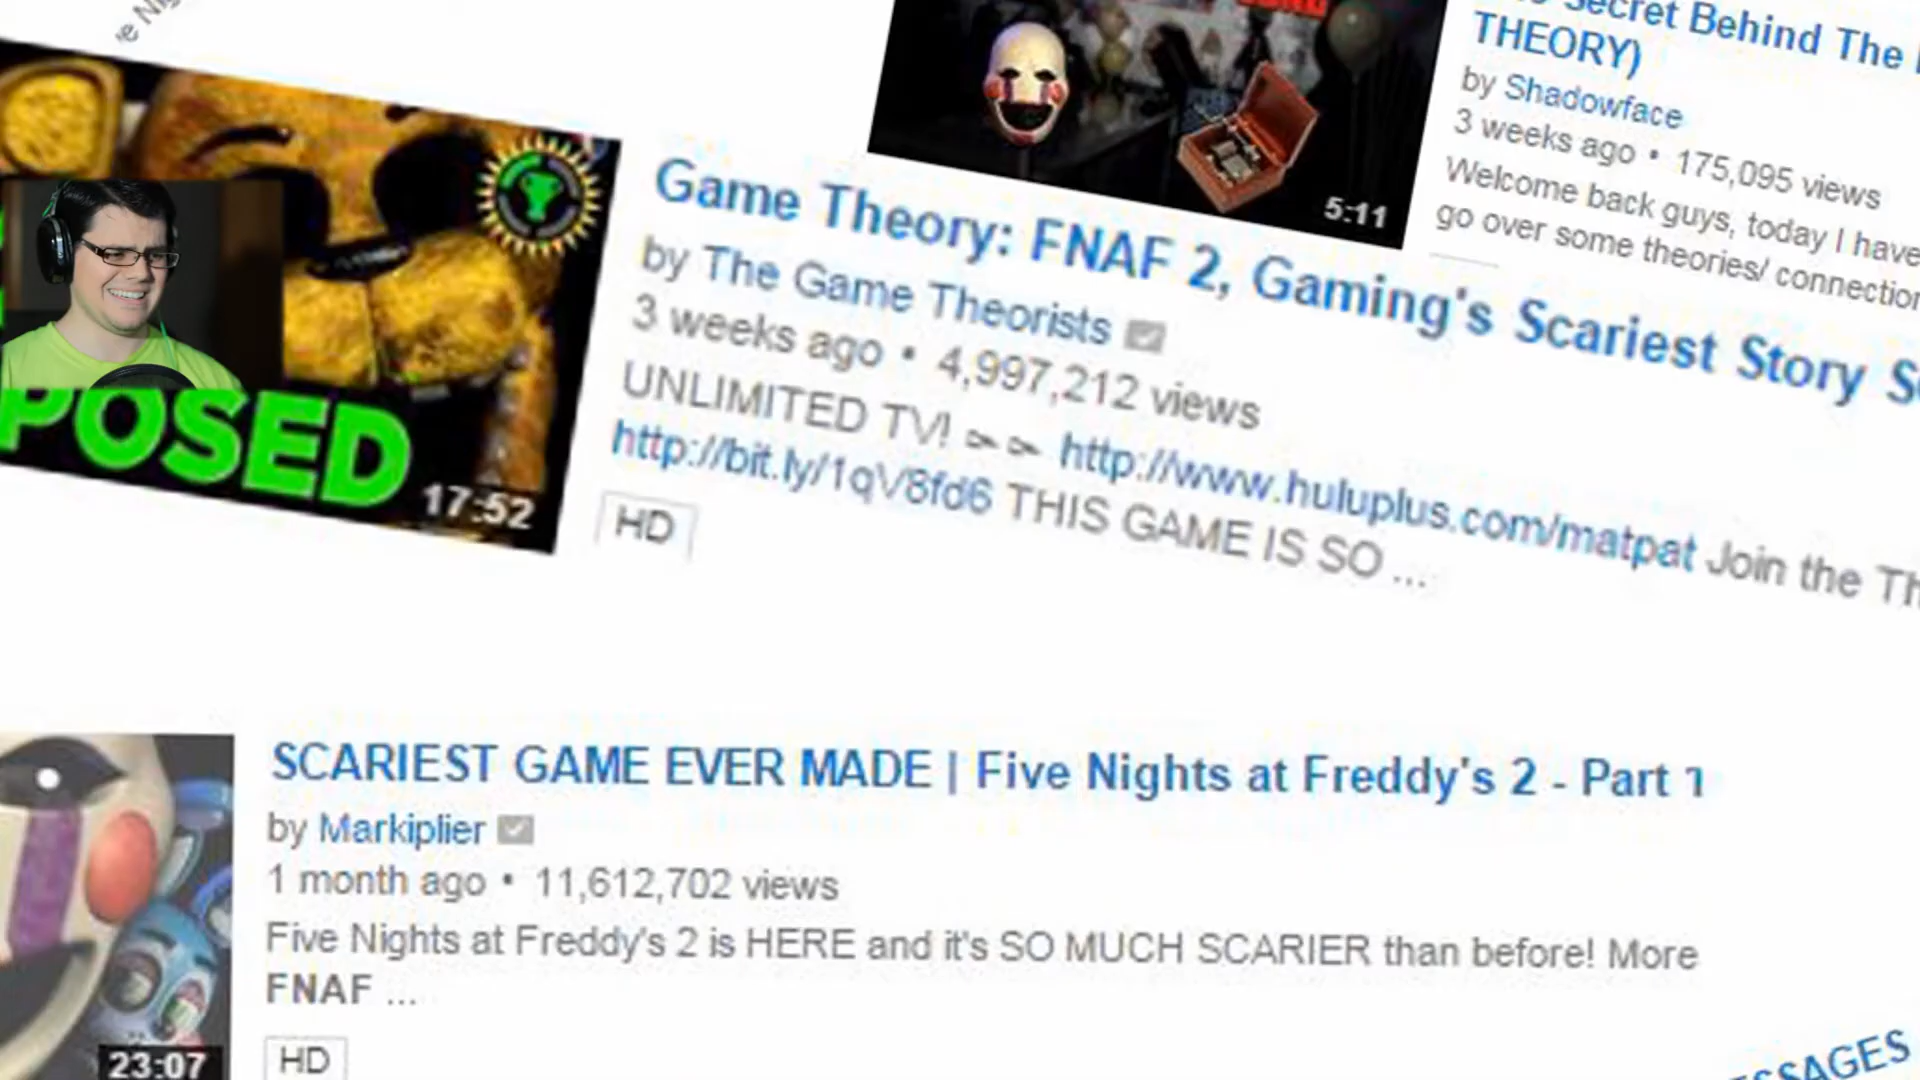 Secret Behind The
THEORY)
by Shadowface
3 weeks ago • 175,095 views
Welcome back guys, today I have
go over some theories/ connection
5:11
Game Theory: FNAF 2, Gaming's Scariest Story
by The Game Theorists
3 weeks ago • 4,997,212 views
UNLIMITED TV! ➳➳ http://www.huluplus.com/matpat Join the
http://bit.ly/1qV8fd6 THIS GAME IS SO ...
HD
POSED
17:52
SCARIEST GAME EVER MADE | Five Nights at Freddy's 2 - Part 1
by Markiplier
1 month ago • 11,612,702 views
Five Nights at Freddy's 2 is HERE and it's SO MUCH SCARIER than before! More
FNAF ...
HD
23:07